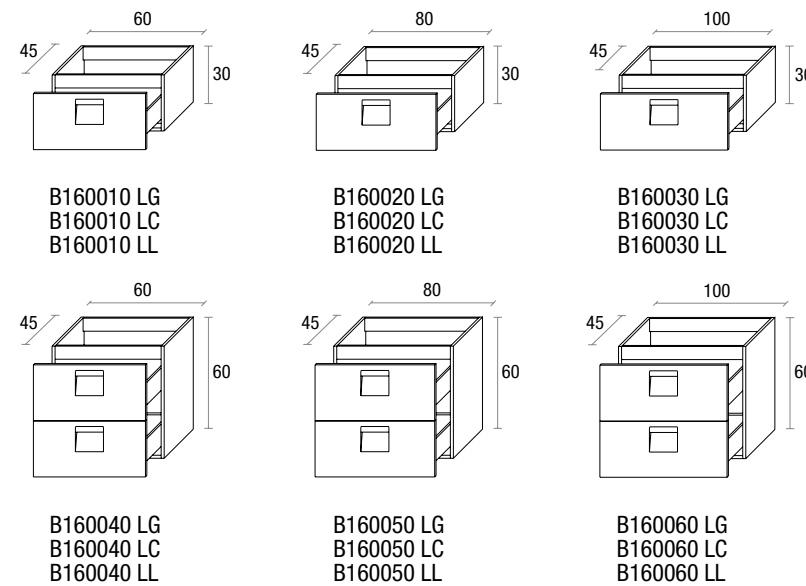 60
45
30
B160010 LG
B160010 LC
B160010 LL
80
45
30
B160020 LG
B160020 LC
B160020 LL
100
45
30
B160030 LG
B160030 LC
B160030 LL
60
45
60
B160040 LG
B160040 LC
B160040 LL
80
45
60
B160050 LG
B160050 LC
B160050 LL
100
45
60
B160060 LG
B160060 LC
B160060 LL